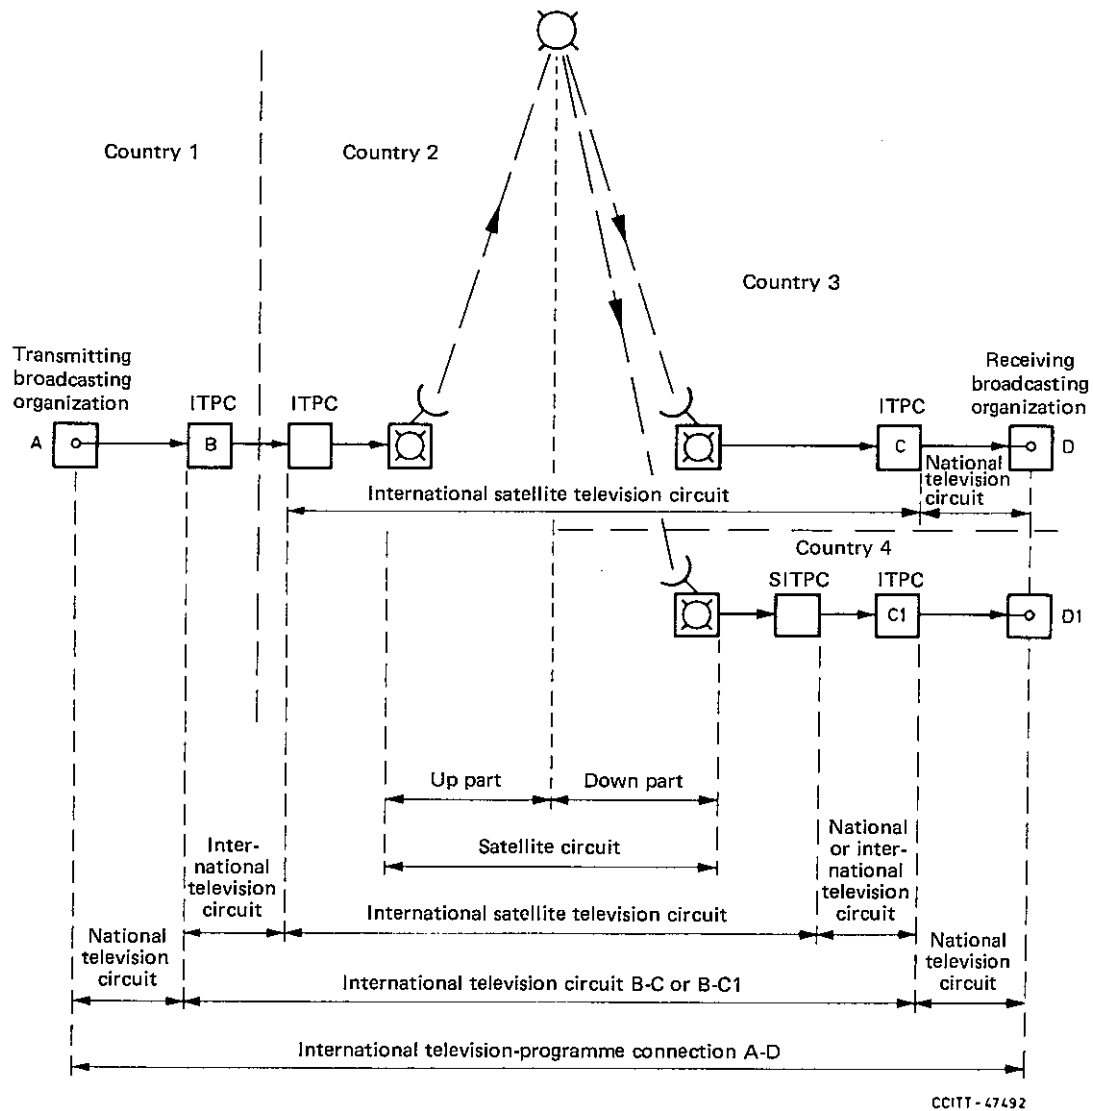 Country 1
Country 2
Country 3
Transmitting
broadcasting
organization
ITPC
ITPC
ITPC
Receiving
broadcasting
organization
A
B
C
D
National
television
circuit
International satellite television circuit
Country 4
SITPC
ITPC
C1
D1
Up part
Down part
Satellite circuit
Inter-
national
television
circuit
National
or inter-
national
television
circuit
International satellite television circuit
National
television
circuit
National
television
circuit
International television circuit B-C or B-C1
International television-programme connection A-D
CCITT - 47492